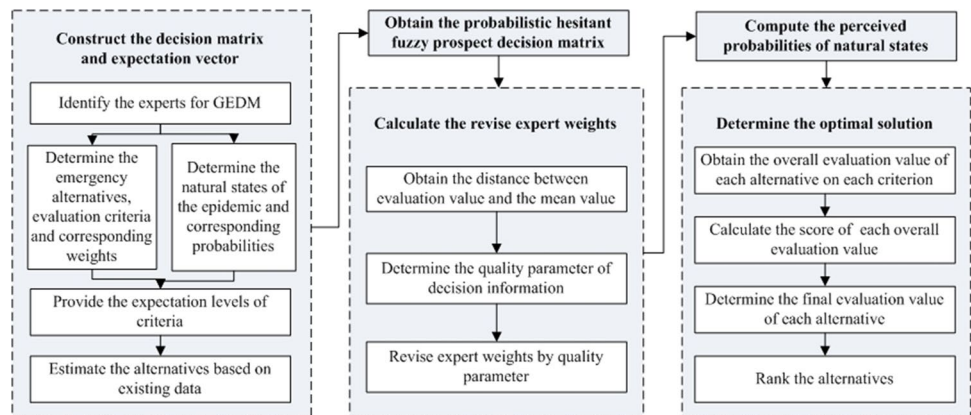 Construct the decision matrix
and expectation vector
Identify the experts for GEDM
Determine the
emergency
alternatives,
evaluation criteria
and corresponding
weights
Determine the
natural states of
the epidemic and
corresponding
probabilities
Provide the expectation levels of
criteria
Estimate the alternatives based on
existing data
Obtain the probabilistic hesitant
fuzzy prospect decision matrix
Calculate the revise expert weights
Obtain the distance between
evaluation value and the mean value
Determine the quality parameter of
decision information
Revise expert weights by quality
parameter
Compute the perceived
probabilities of natural states
Determine the optimal solution
Obtain the overall evaluation value of
each alternative on each criterion
Calculate the score of each overall
evaluation value
Determine the final evaluation value
of each alternative
Rank the alternatives